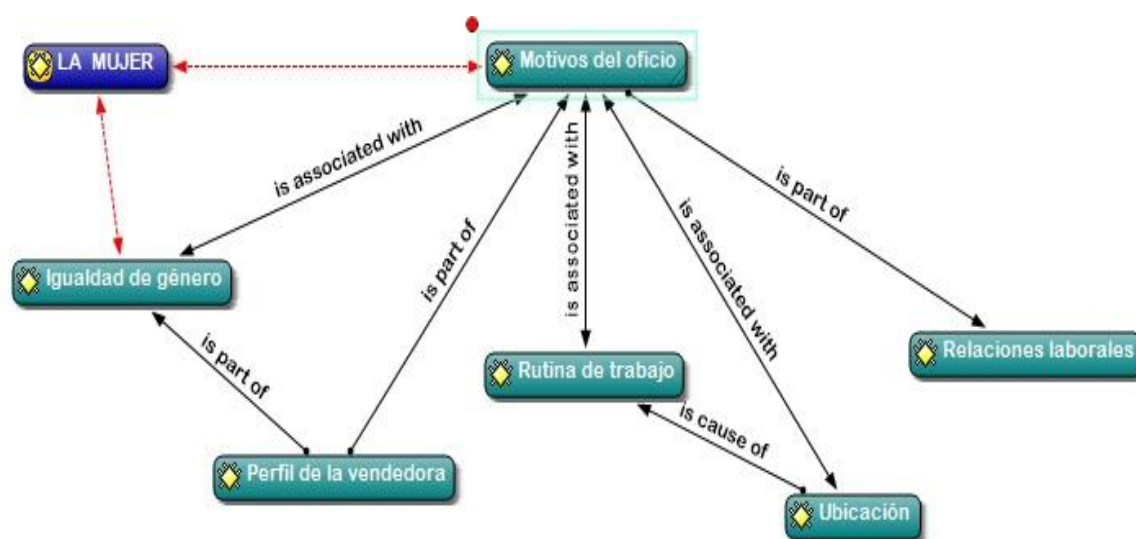 LA MUJER
Motivos del oficio
is associated with
is part of
is associated with
is associated with
is part of
Igualdad de género
is part of
Rutina de trabajo
Relaciones laborales
is cause of
Perfil de la vendedora
Ubicación